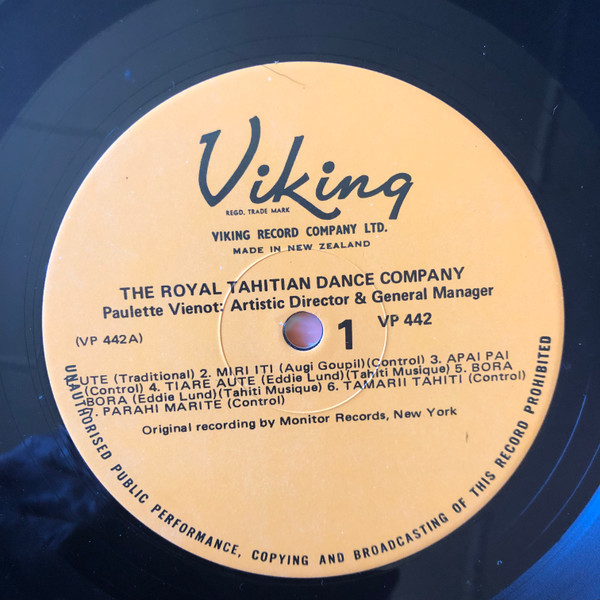 Viking
REGD. TRADE MARK
VIKING RECORD COMPANY LTD.
MADE IN NEW ZEALAND
THE ROYAL TAHITIAN DANCE COMPANY
Paulette Vienot: Artistic Director & General Manager
(VP 442A)
1
VP 442
UTE (Traditional) 2. MIRI ITI (Augi Goupil)(Control) 3. APAI PAI
(Control) 4. TIARE AUTE (Eddie Lund)(Tahiti Musique) 5. BORA
BORA (Eddie Lund)(Tahiti Musique) 6. TAMARII TAHITI (Control)
7. PARAHI MARITE (Control)
Original recording by Monitor Records, New York
UNAUTHORISED PUBLIC PERFORMANCE, COPYING AND BROADCASTING OF THIS RECORD PROHIBITED